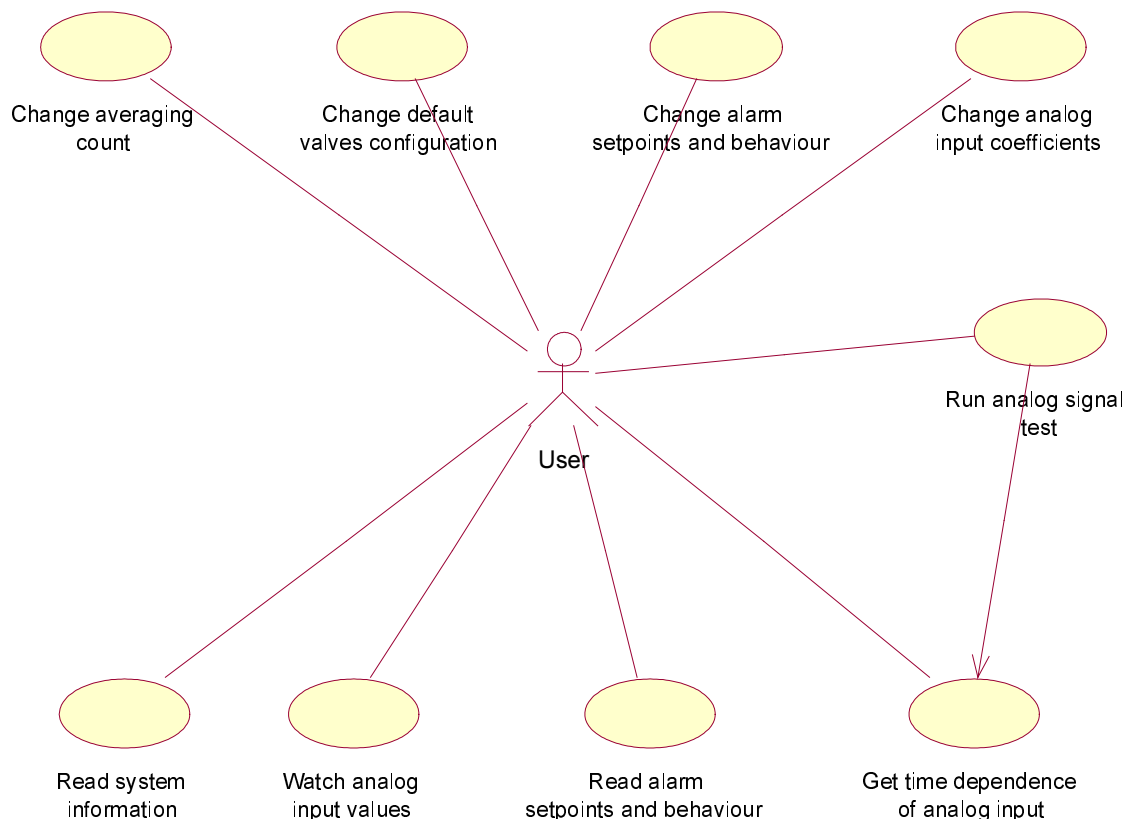 Change averaging
count
Change default
valves configuration
Change alarm
setpoints and behaviour
Change analog
input coefficients
Run analog signal
test
User
Read system
information
Watch analog
input values
Read alarm
setpoints and behaviour
Get time dependence
of analog input